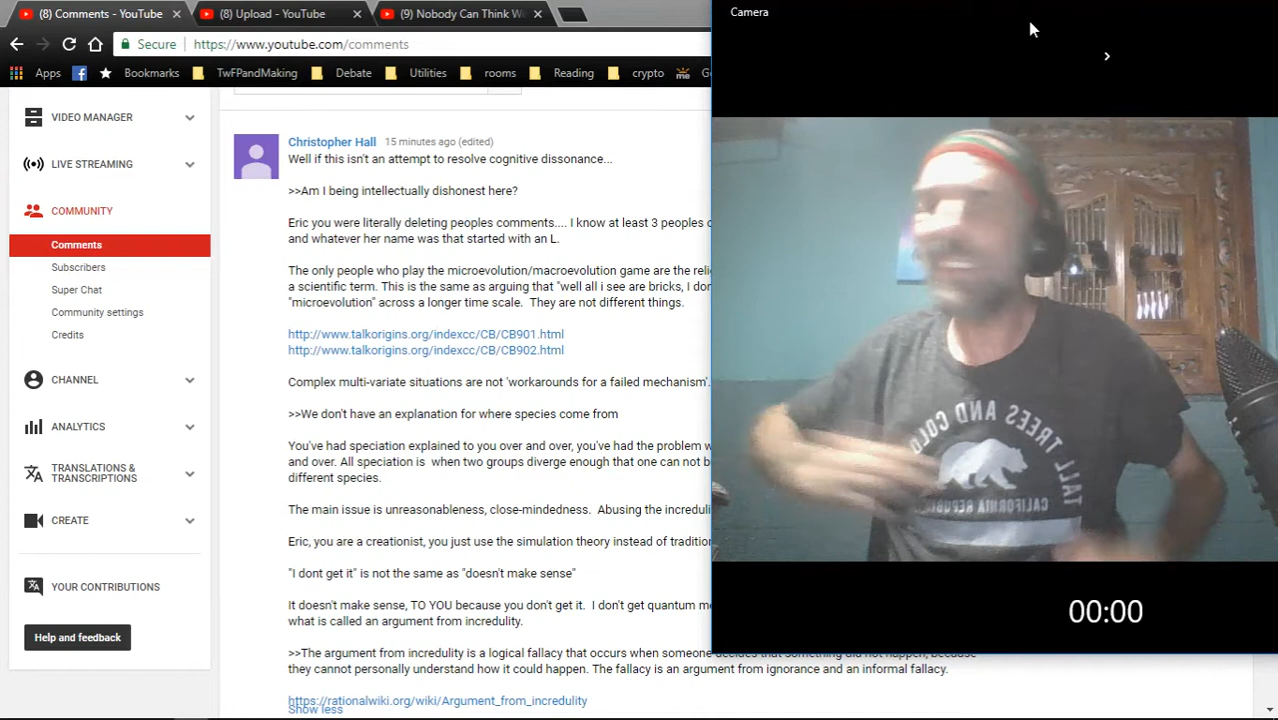 (8) Comments - YouTube
(8) Upload - YouTube
(9) Nobody Can Think W
Camera
Secure
https://www.youtube.com/comments
Apps
Bookmarks
TwFPandMaking
Debate
Utilities
rooms
Reading
crypto
me
VIDEO MANAGER
LIVE STREAMING
COMMUNITY
Comments
Subscribers
Super Chat
Community settings
Credits
CHANNEL
ANALYTICS
TRANSLATIONS &
TRANSCRIPTIONS
CREATE
YOUR CONTRIBUTIONS
Help and feedback
Christopher Hall 15 minutes ago (edited)
Well if this isn't an attempt to resolve cognitive dissonance...
>>Am I being intellectually dishonest here?
Eric you were literally deleting peoples comments.... I know at least 3 peoples
and whatever her name was that started with an L.
The only people who play the microevolution/macroevolution game are the
a scientific term. This is the same as arguing that "well all i see are bricks, I
"microevolution" across a longer time scale. They are not different things.
http://www.talkorigins.org/indexcc/CB/CB901.html
http://www.talkorigins.org/indexcc/CB/CB902.html
Complex multi-variate situations are not 'workarounds for a failed mechanism'.
>>We don't have an explanation for where species come from
You've had speciation explained to you over and over, you've had the problem
and over. All speciation is when two groups diverge enough that one can not
different species.
The main issue is unreasonableness, close-mindedness. Abusing the
Eric, you are a creationist, you just use the simulation theory instead of
"I dont get it" is not the same as "doesn't make sense"
It doesn't make sense, TO YOU because you don't get it. I don't get quantum
what is called an argument from incredulity.
>>The argument from incredulity is a logical fallacy that occurs when someone decides that something did not happen, because
they cannot personally understand how it could happen. The fallacy is an argument from ignorance and an informal fallacy.
https://rationalwiki.org/wiki/Argument_from_incredulity
Show less
TALL TREES AND COLD
CALIFORNIA REPUBLIC
00:00